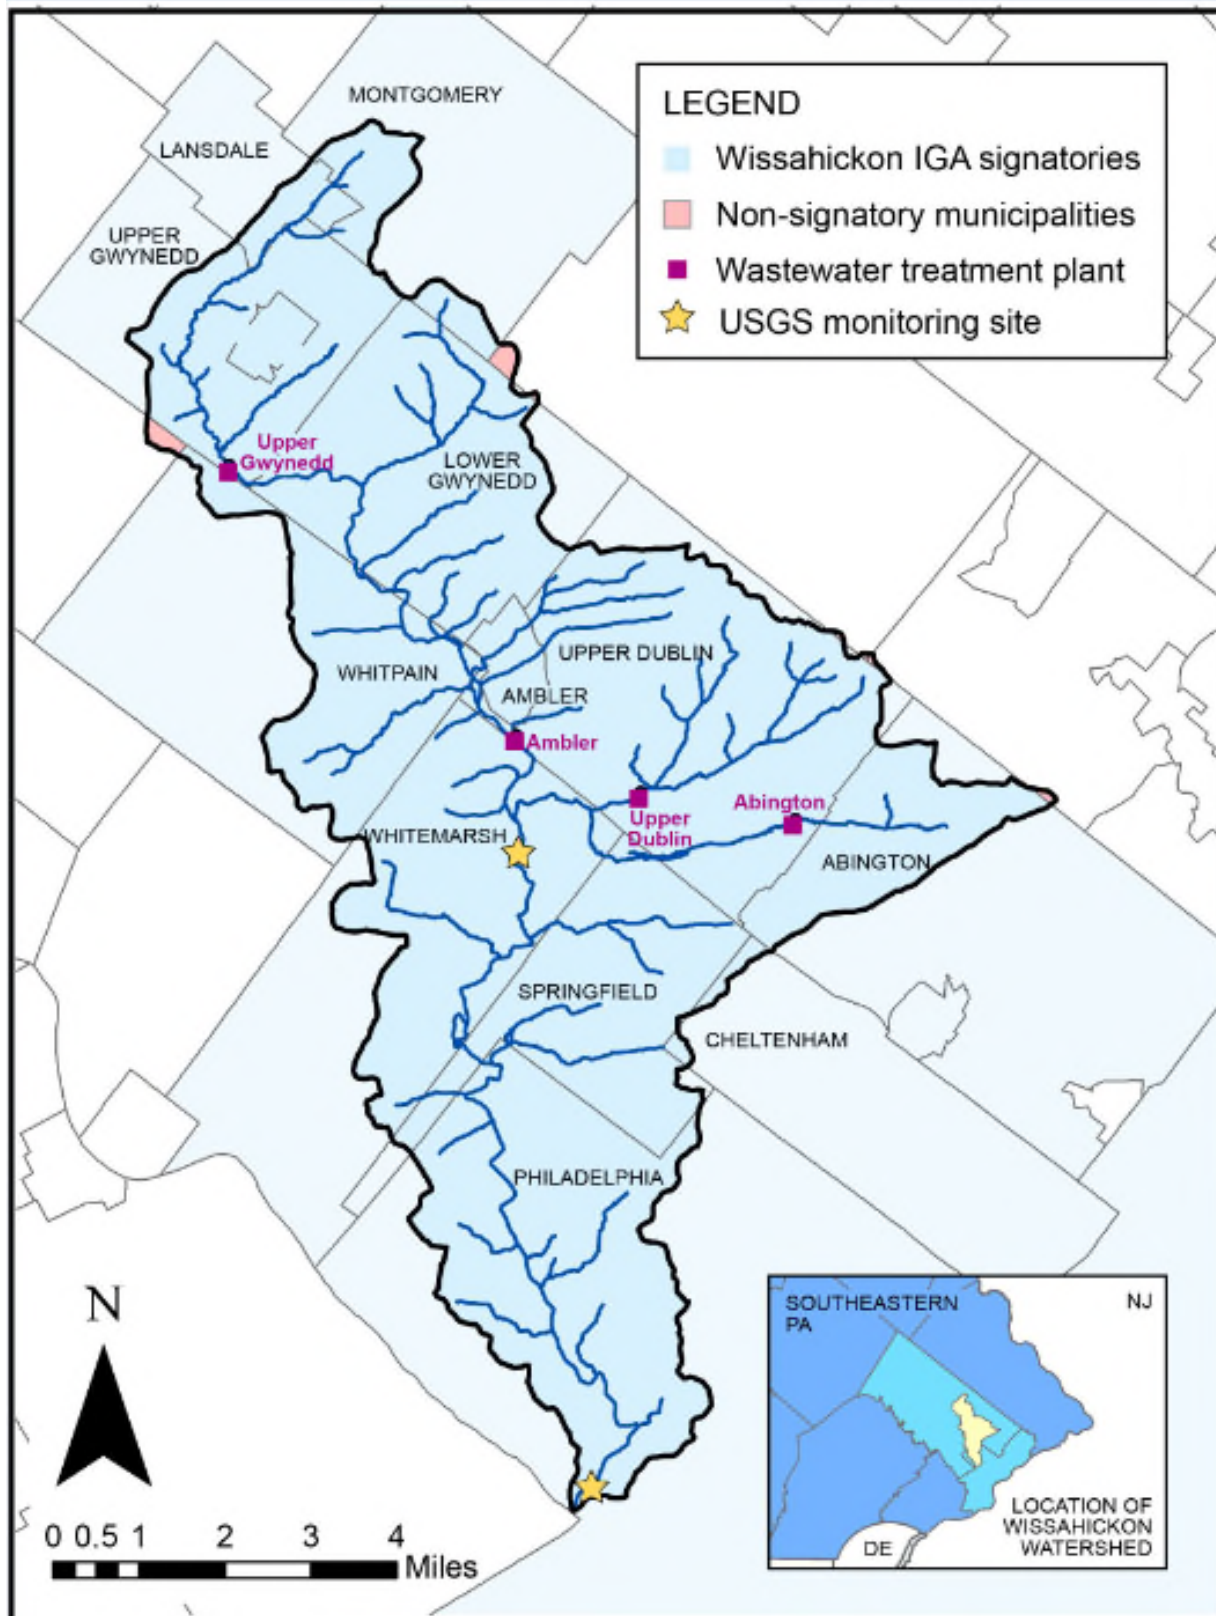 MONTGOMERY
LANSDALE
UPPER
GWYNEDD
LEGEND
Wissahickon IGA signatories
Non-signatory municipalities
Wastewater treatment plant
USGS monitoring site
Upper
Gwynedd
LOWER
GWYNEDD
WHITPAIN
UPPER DUBLIN
AMBLER
Ambler
Upper
Dublin
Abington
WHITEMARSH
ABINGTON
SPRINGFIELD
CHELTENHAM
PHILADELPHIA
N
0 0.5 1 2 3 4
Miles
SOUTHEASTERN
PA
NJ
DE
LOCATION OF
WISSAHICKON
WATERSHED